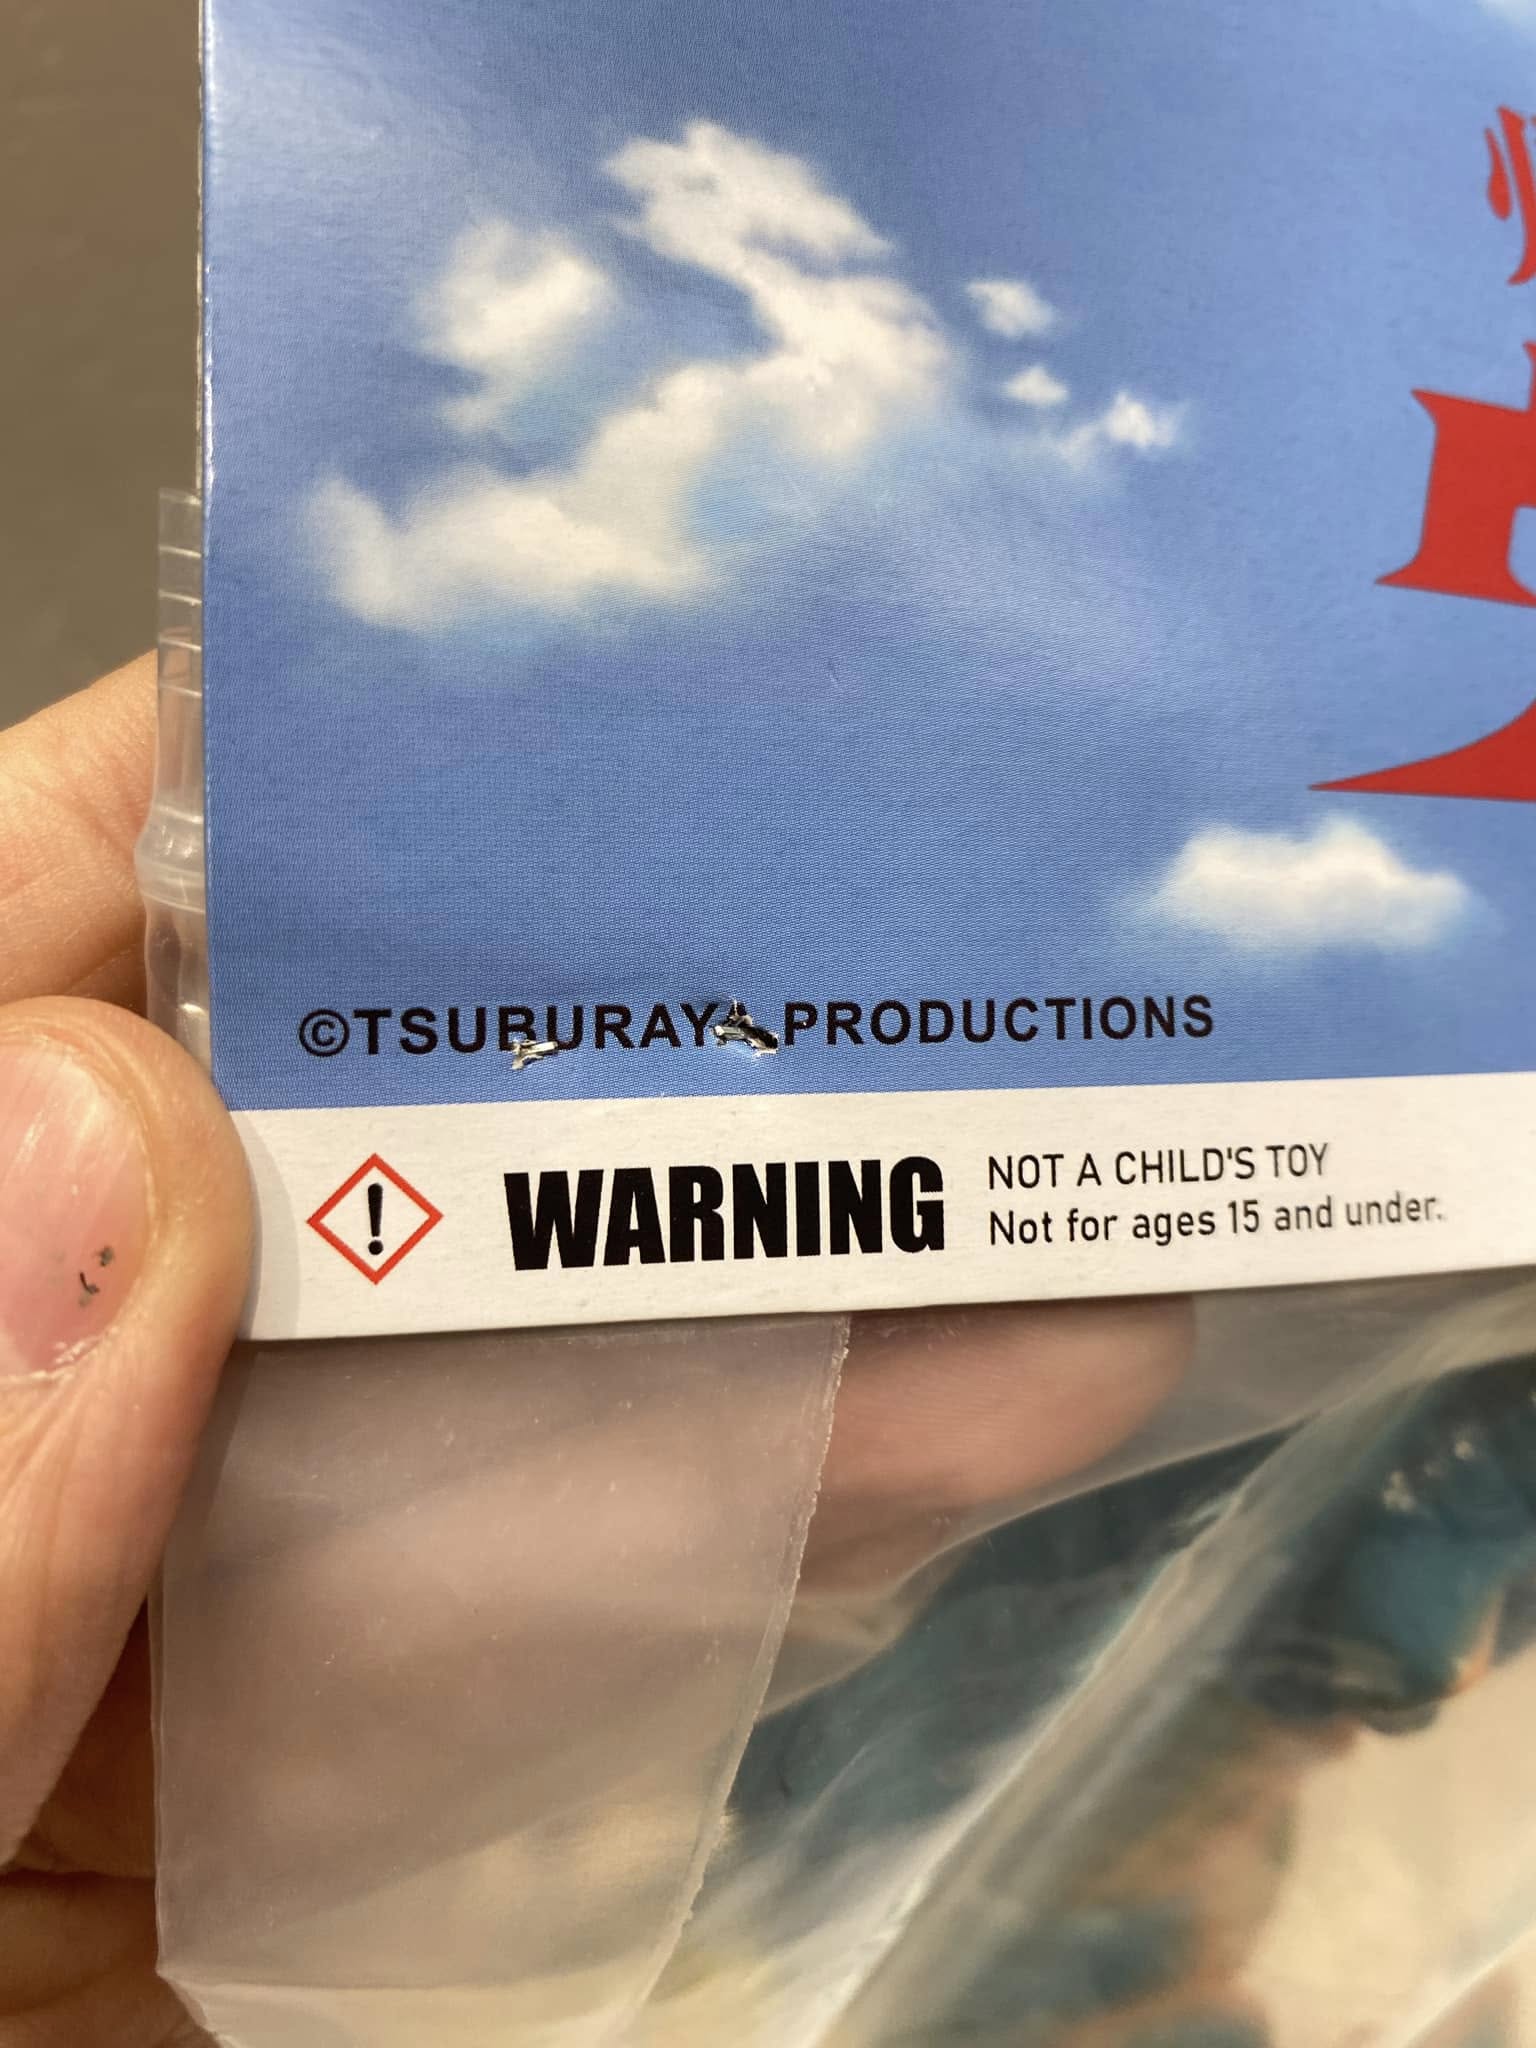 ©TSUBURAYA PRODUCTIONS
WARNING
NOT A CHILD'S TOY
Not for ages 15 and under.